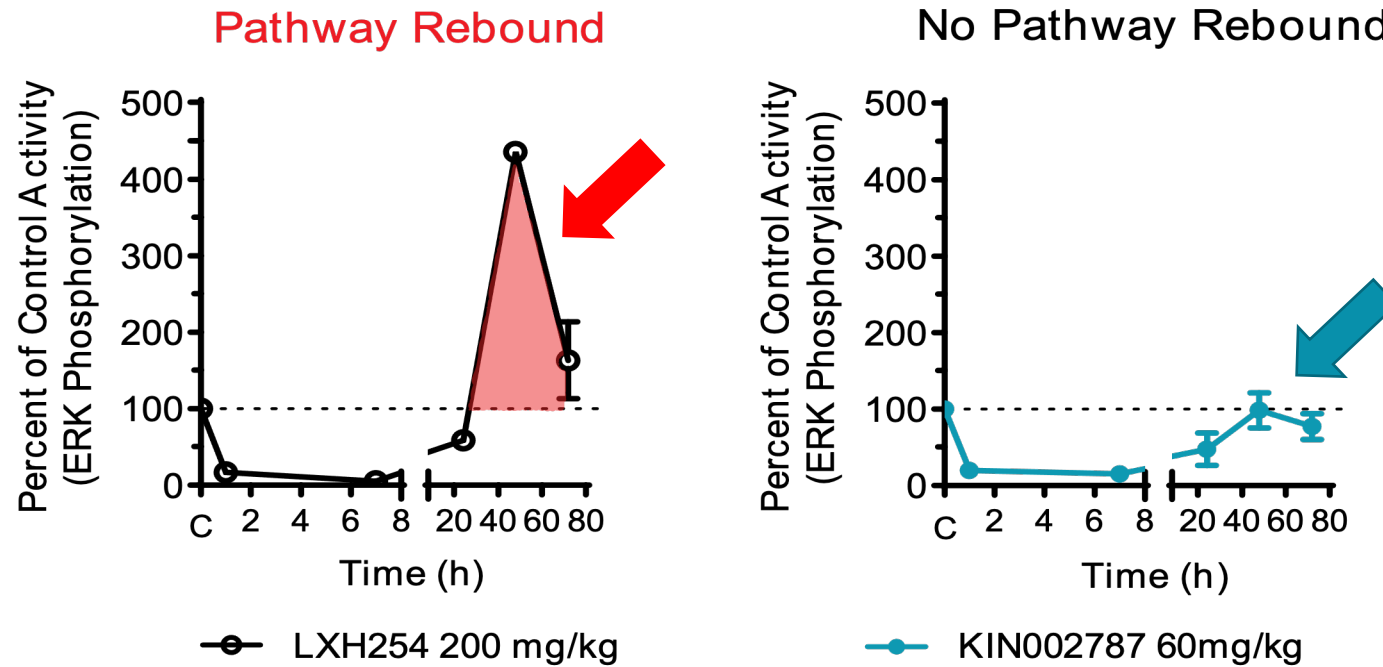 Pathway Rebound
Percent of Control Activity
(ERK Phosphorylation)
500
400
300
200
100
0
C 2 4 6 8 20 40 60 80
Time (h)
LXH254 200 mg/kg
No Pathway Rebound
Percent of Control Activity
(ERK Phosphorylation)
500
400
300
200
100
0
C 2 4 6 8 20 40 60 80
Time (h)
KIN002787 60mg/kg